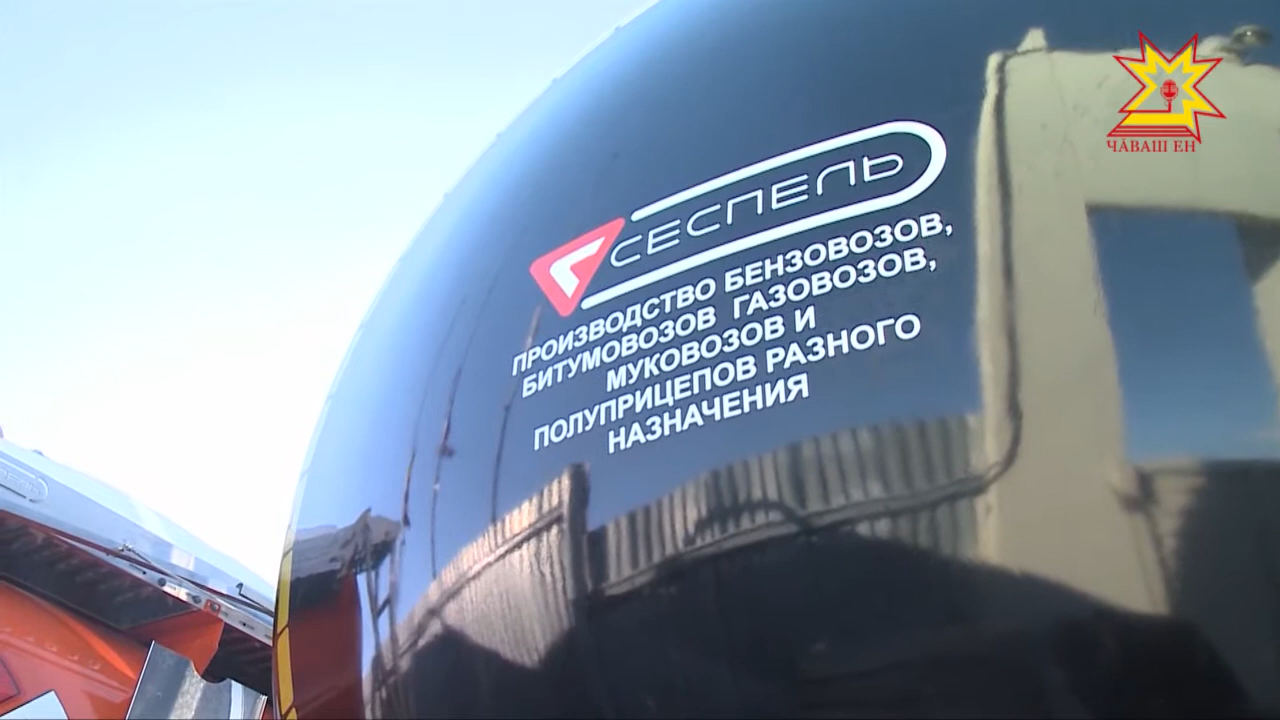 ЧӐВАШ ЕН
СЕСПЕЛЬ
ПРОИЗВОДСТВО БЕНЗОВОЗОВ,
БИТУМОВОЗОВ ГАЗОВОЗОВ,
МУКОВОЗОВ И
ПОЛУПРИЦЕПОВ РАЗНОГО
НАЗНАЧЕНИЯ